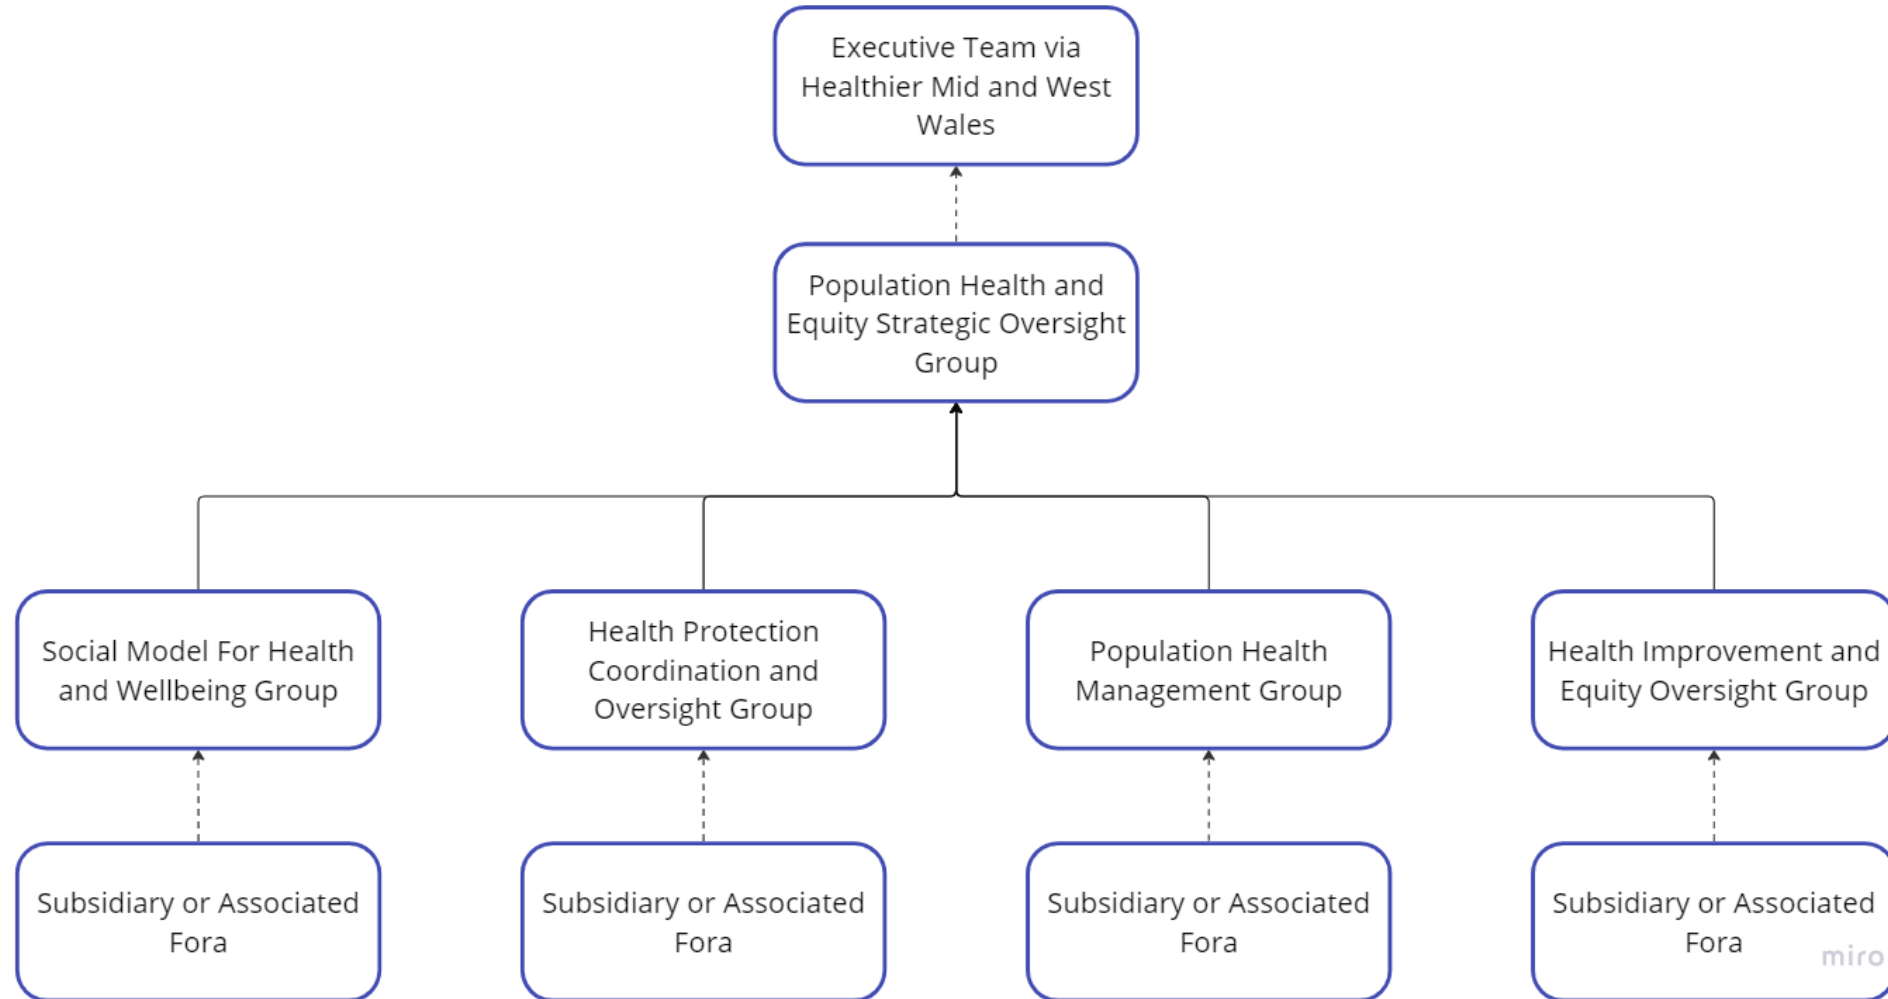 Executive Team via
Healthier Mid and West
Wales
Population Health and
Equity Strategic Oversight
Group
Social Model For Health
and Wellbeing Group
Health Protection
Coordination and
Oversight Group
Population Health
Management Group
Health Improvement and
Equity Oversight Group
Subsidiary or Associated
Fora
Subsidiary or Associated
Fora
Subsidiary or Associated
Fora
Subsidiary or Associated
Fora
miro